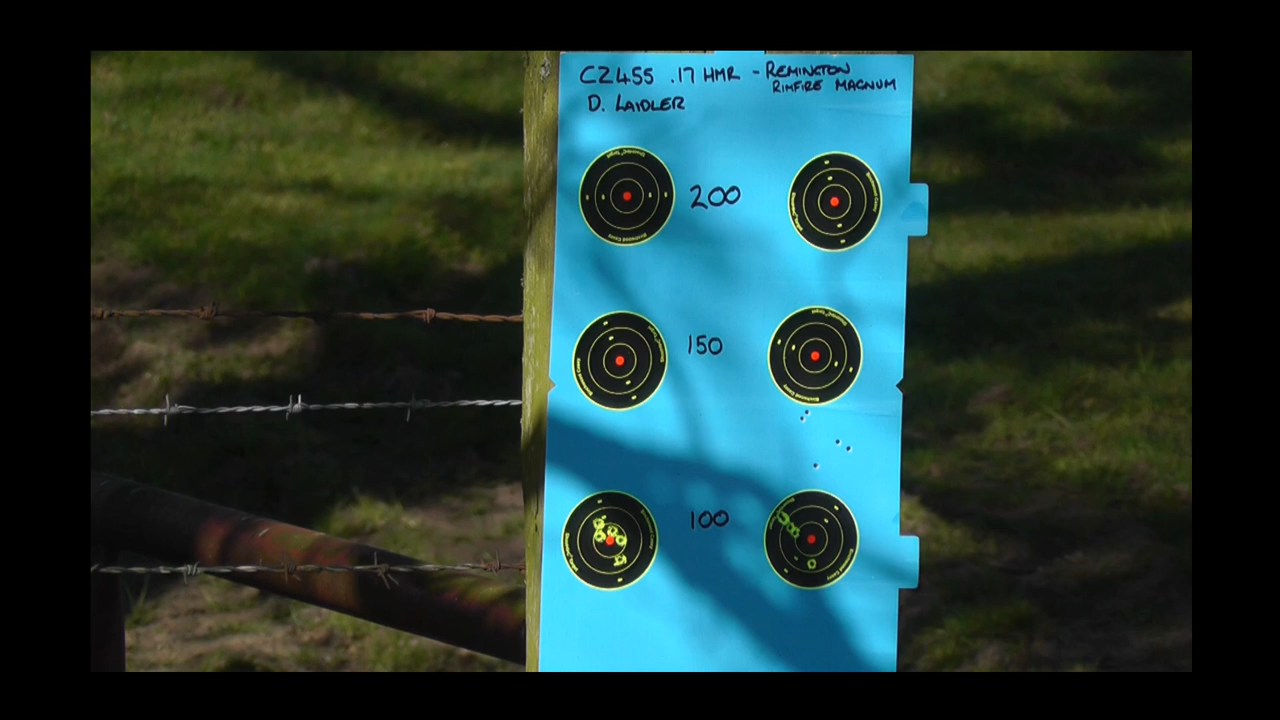 CZ455 .17 HMR - REMINGTON
RIMFIRE MAGNUM
D. LAIDLER
200
150
100